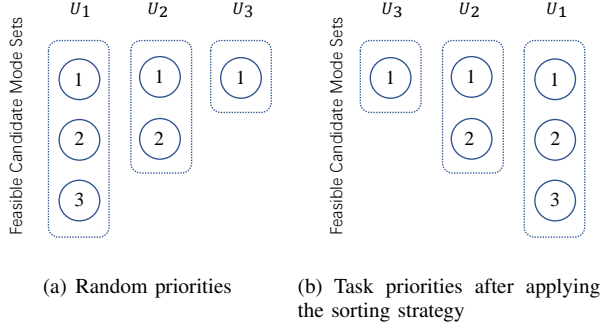 U1 U2 U3
Feasible Candidate Mode Sets
1 1 1
2 2
3
(a) Random priorities
U3 U2 U1
Feasible Candidate Mode Sets
1 1 1
2 2
3
(b) Task priorities after applying
the sorting strategy